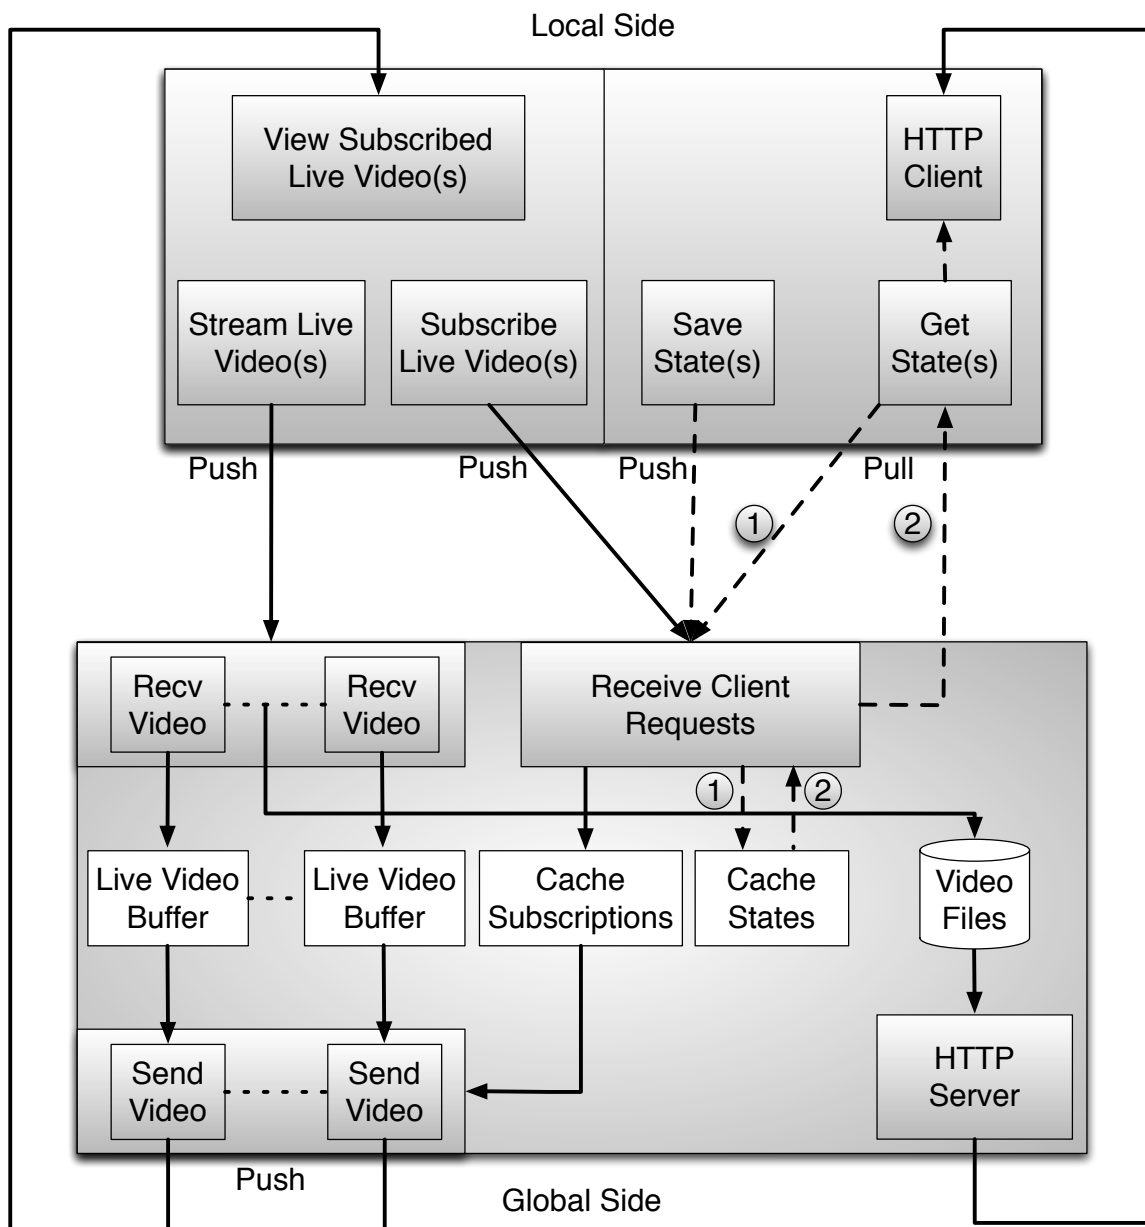 Local Side
View Subscribed
Live Video(s)
HTTP
Client
Stream Live
Video(s)
Subscribe
Live Video(s)
Save
State(s)
Get
State(s)
Push
Push
Push
Pull
1
2
Recv
Video
Recv
Video
Receive Client
Requests
1
2
Live Video
Buffer
Live Video
Buffer
Cache
Subscriptions
Cache
States
Video
Files
Send
Video
Send
Video
HTTP
Server
Push
Global Side